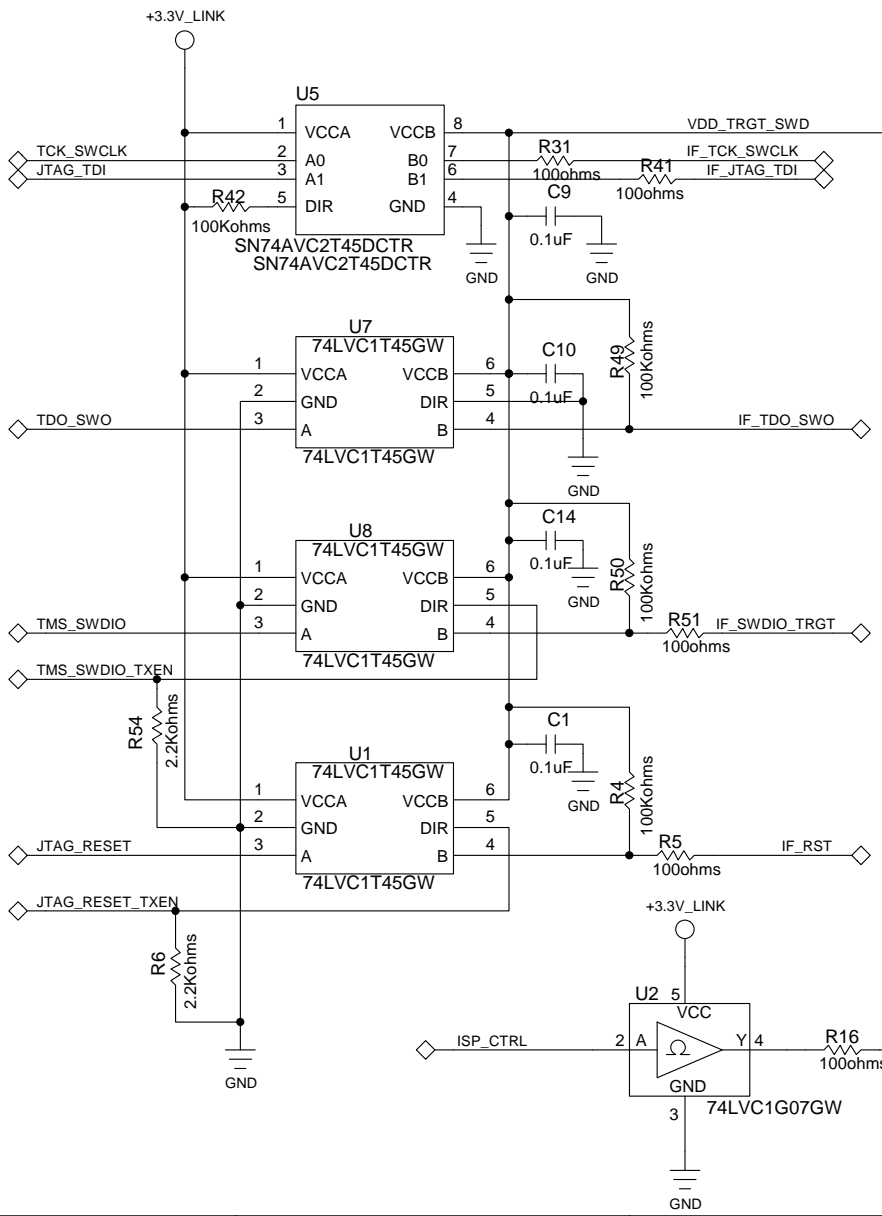 +3.3V_LINK
U5
1 VCCA VCCB 8 VDD_TRGT_SWD
TCK_SWCLK 2 A0 B0 7 R31 100ohms IF_TCK_SWCLK
JTAG_TDI 3 A1 B1 6 R41 100ohms IF_JTAG_TDI
R42 100Kohms 5 DIR GND 4 GND
C9 0.1uF GND
SN74AVC2T45DCTR
SN74AVC2T45DCTR
U7
74LVC1T45GW
1 VCCA VCCB 6 C10 0.1uF R49 100Kohms
2 GND DIR 5
TDO_SWO 3 A B 4 IF_TDO_SWO
74LVC1T45GW
GND
U8
74LVC1T45GW
C14 0.1uF GND
1 VCCA VCCB 6 R50 100Kohms
2 GND DIR 5
TMS_SWDIO 3 A B 4 R51 100ohms IF_SWDIO_TRGT
74LVC1T45GW
TMS_SWDIO_TXEN
R54 2.2Kohms
U1
74LVC1T45GW
C1 0.1uF GND
1 VCCA VCCB 6 R4 100Kohms
2 GND DIR 5
JTAG_RESET 3 A B 4 R5 100ohms IF_RST
74LVC1T45GW
JTAG_RESET_TXEN
R6 2.2Kohms
GND
+3.3V_LINK
U2 5
VCC
ISP_CTRL 2 A Ω Y 4 R16 100ohms
GND
3 74LVC1G07GW
GND